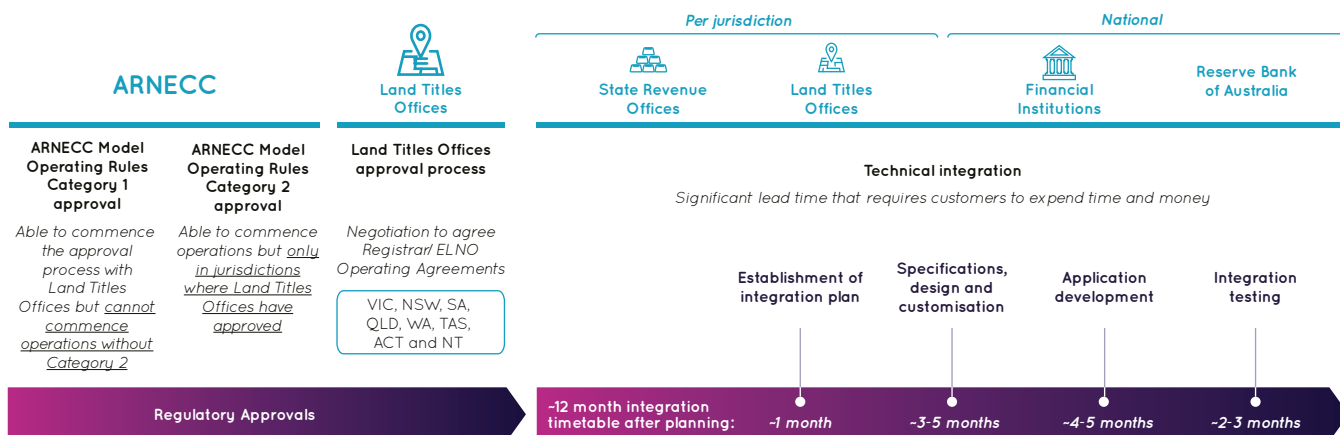 Per jurisdiction
National
ARNECC
Land Titles
Offices
State Revenue
Offices
Land Titles
Offices
Financial
Institutions
Reserve Bank
of Australia
ARNECC Model
Operating Rules
Category 1
approval
Able to commence
the approval
process with
Land Titles
Offices but cannot
commence
operations without
Category 2
ARNECC Model
Operating Rules
Category 2
approval
Able to commence
operations but only
in jurisdictions
where Land Titles
Offices have
approved
Land Titles Offices
approval process
Negotiation to agree
Registrar/ ELNO
Operating Agreements
VIC, NSW, SA,
QLD, WA, TAS,
ACT and NT
Technical integration
Significant lead time that requires customers to expend time and money
Establishment of
integration plan
Specifications,
design and
customisation
Application
development
Integration
testing
Regulatory Approvals
~12 month integration
timetable after planning:
~1 month
~3-5 months
~4-5 months
~2-3 months